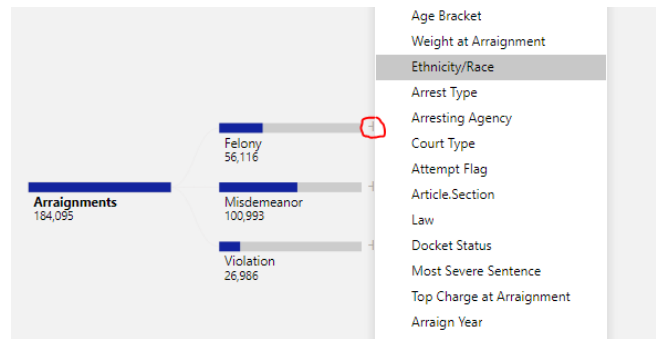 Arraignments
184,095
Felony
56,116
Misdemeanor
100,993
Violation
26,986
Age Bracket
Weight at Arraignment
Ethnicity/Race
Arrest Type
Arresting Agency
Court Type
Attempt Flag
Article.Section
Law
Docket Status
Most Severe Sentence
Top Charge at Arraignment
Arraign Year